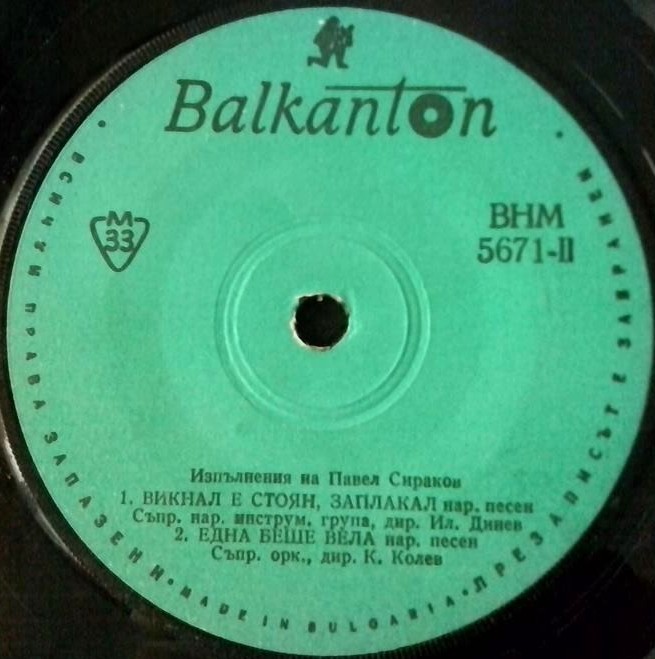 Balkanton
М
33
ВНМ
5671-II
Изпълнения на Павел Сираков
1. ВИКНАЛ Е СТОЯН, ЗАПЛАКАЛ нар. песен
Съпр. нар. инструм. група, дир. Ил. Динев
2. ЕДНА БЕШЕ ВЕЛА нар. песен
Съпр. орк., дир. К. Колев
• ВСИЧКИ ПРАВА ЗАПАЗЕНИ • MADE IN BULGARIA • ПРЕЗАПИСЪТ Е ЗАБРАНЕН •